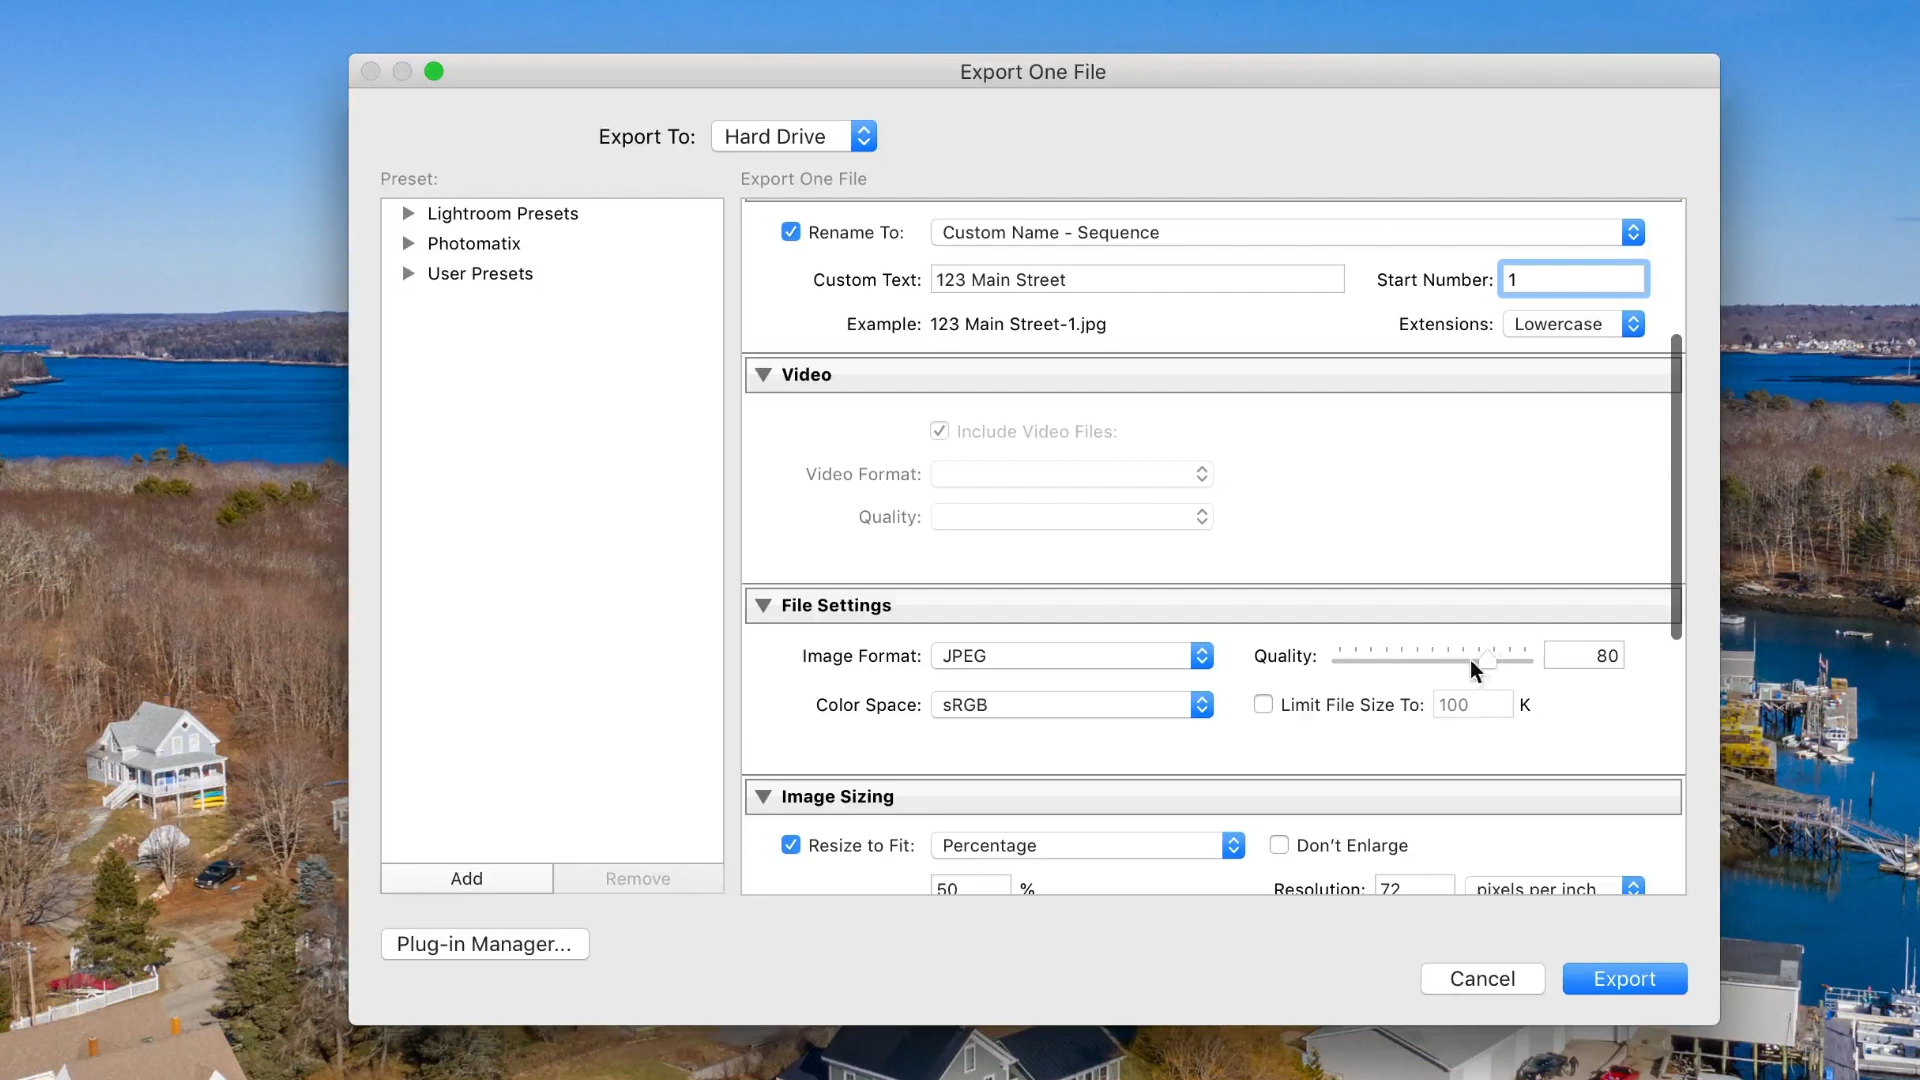 Export One File
Export To: Hard Drive
Preset:
Export One File
Lightroom Presets
Photomatix
User Presets
Add
Remove
Rename To: Custom Name - Sequence
Custom Text: 123 Main Street
Start Number: 1
Example: 123 Main Street-1.jpg
Extensions: Lowercase
Video
Include Video Files:
Video Format:
Quality:
File Settings
Image Format: JPEG
Quality: 80
Color Space: sRGB
Limit File Size To: 100 K
Image Sizing
Resize to Fit: Percentage
Don't Enlarge
50 %
Resolution: 72 pixels per inch
Plug-in Manager...
Cancel
Export